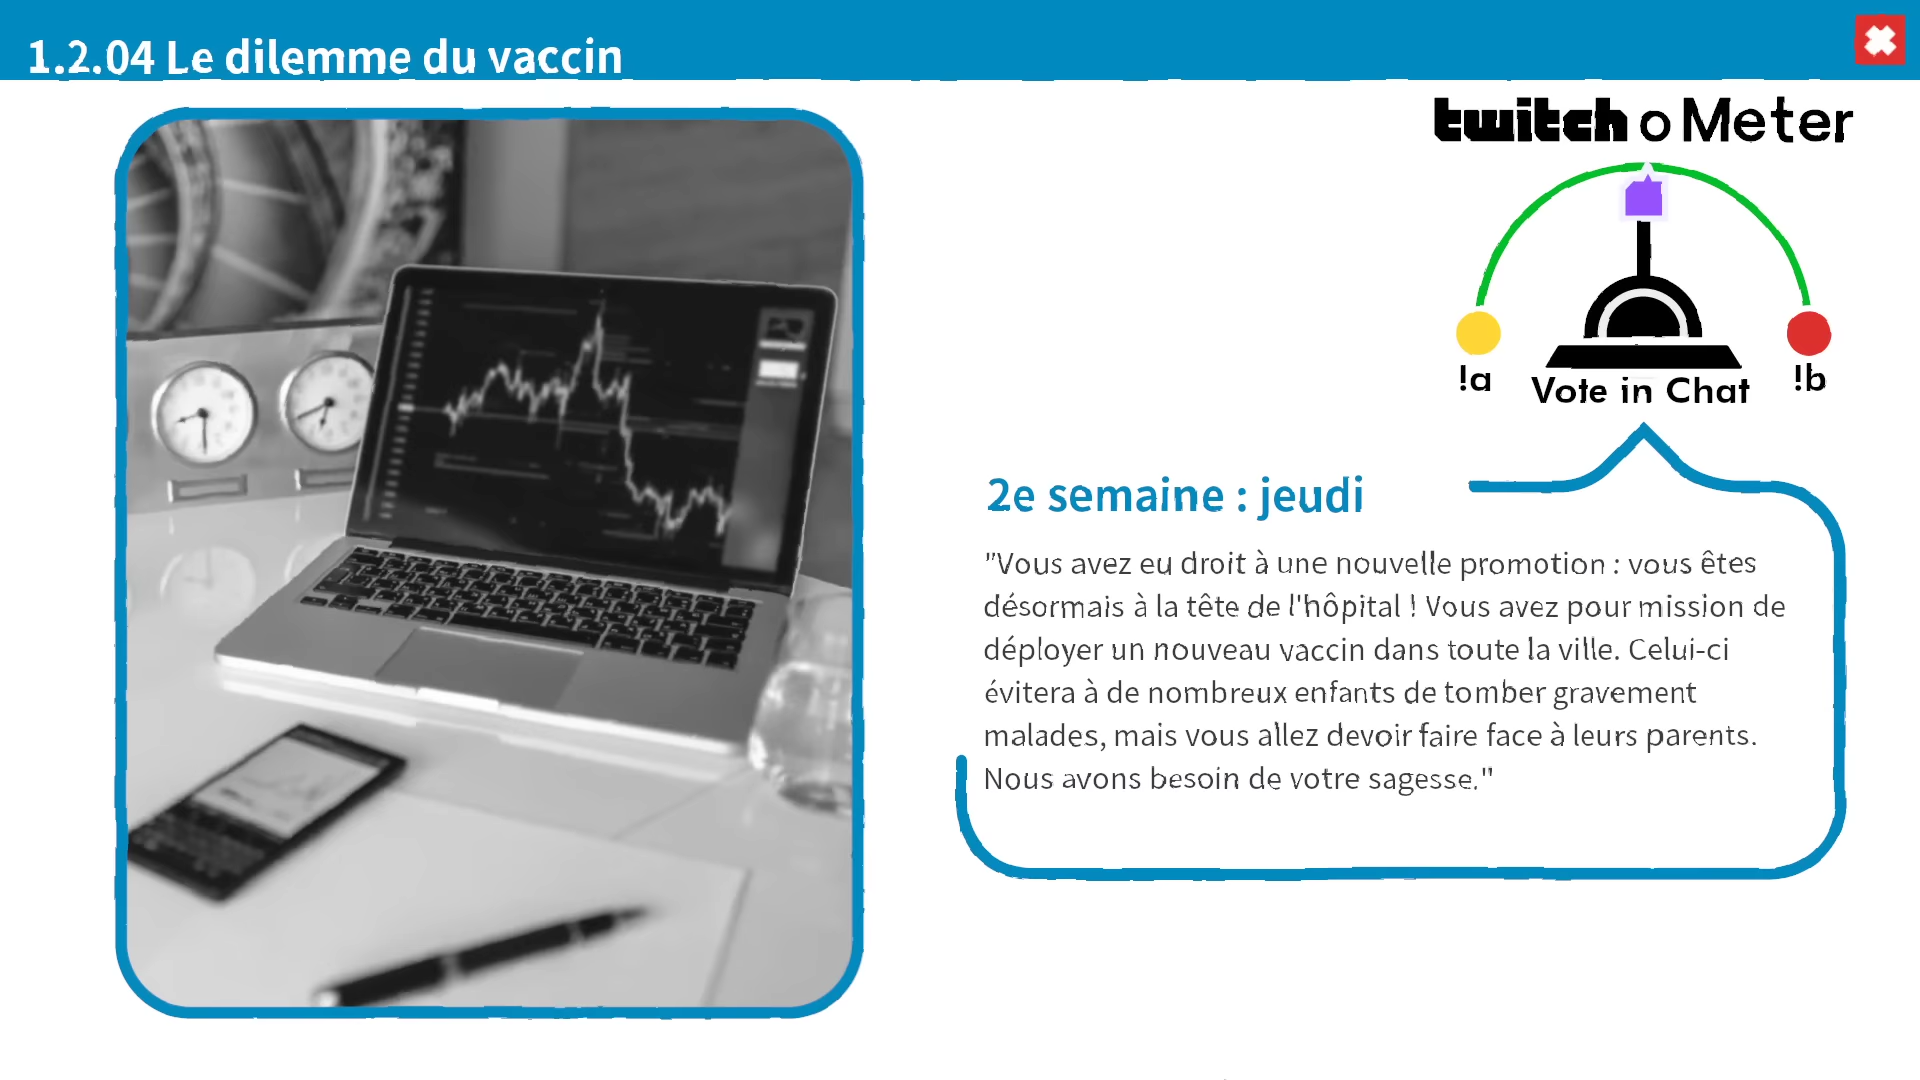 1.2.04 Le dilemme du vaccin
twitch o Meter
!a
Vote in Chat
!b
2e semaine : jeudi
"Vous avez eu droit à une nouvelle promotion : vous êtes
désormais à la tête de l'hôpital ! Vous avez pour mission de
déployer un nouveau vaccin dans toute la ville. Celui-ci
évitera à de nombreux enfants de tomber gravement
malades, mais vous allez devoir faire face à leurs parents.
Nous avons besoin de votre sagesse."